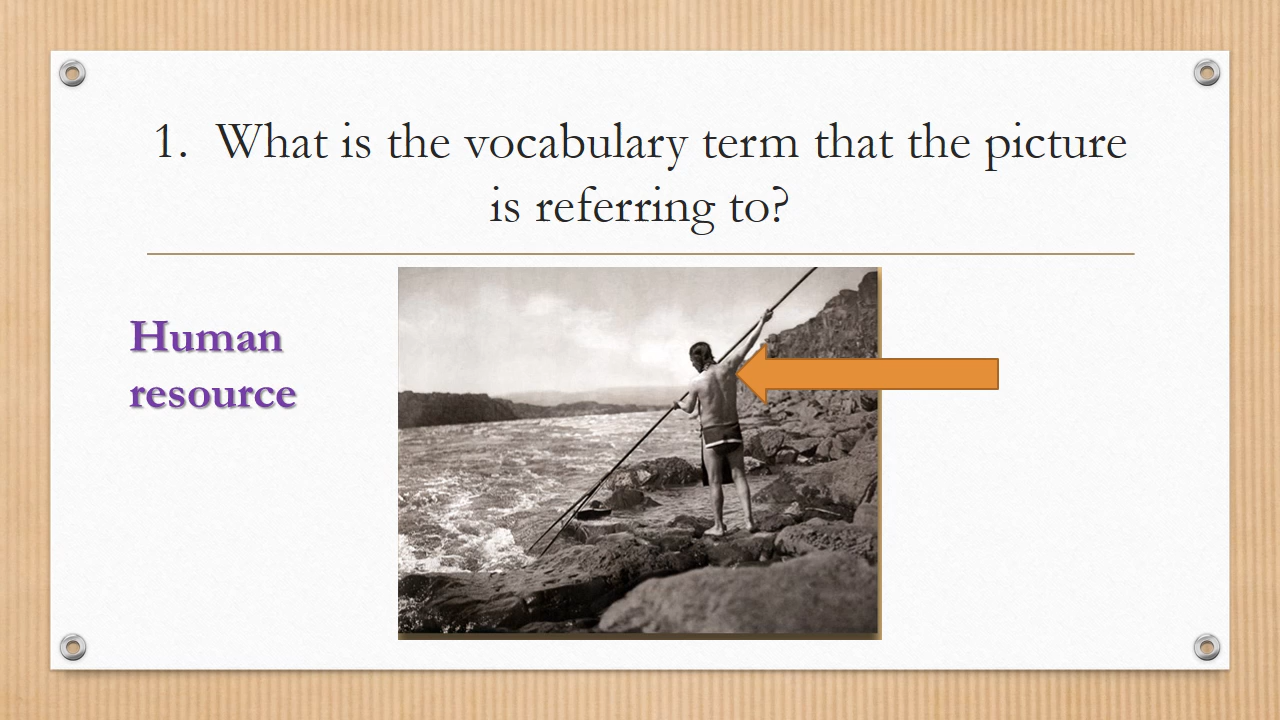 1. What is the vocabulary term that the picture
is referring to?
Human
resource